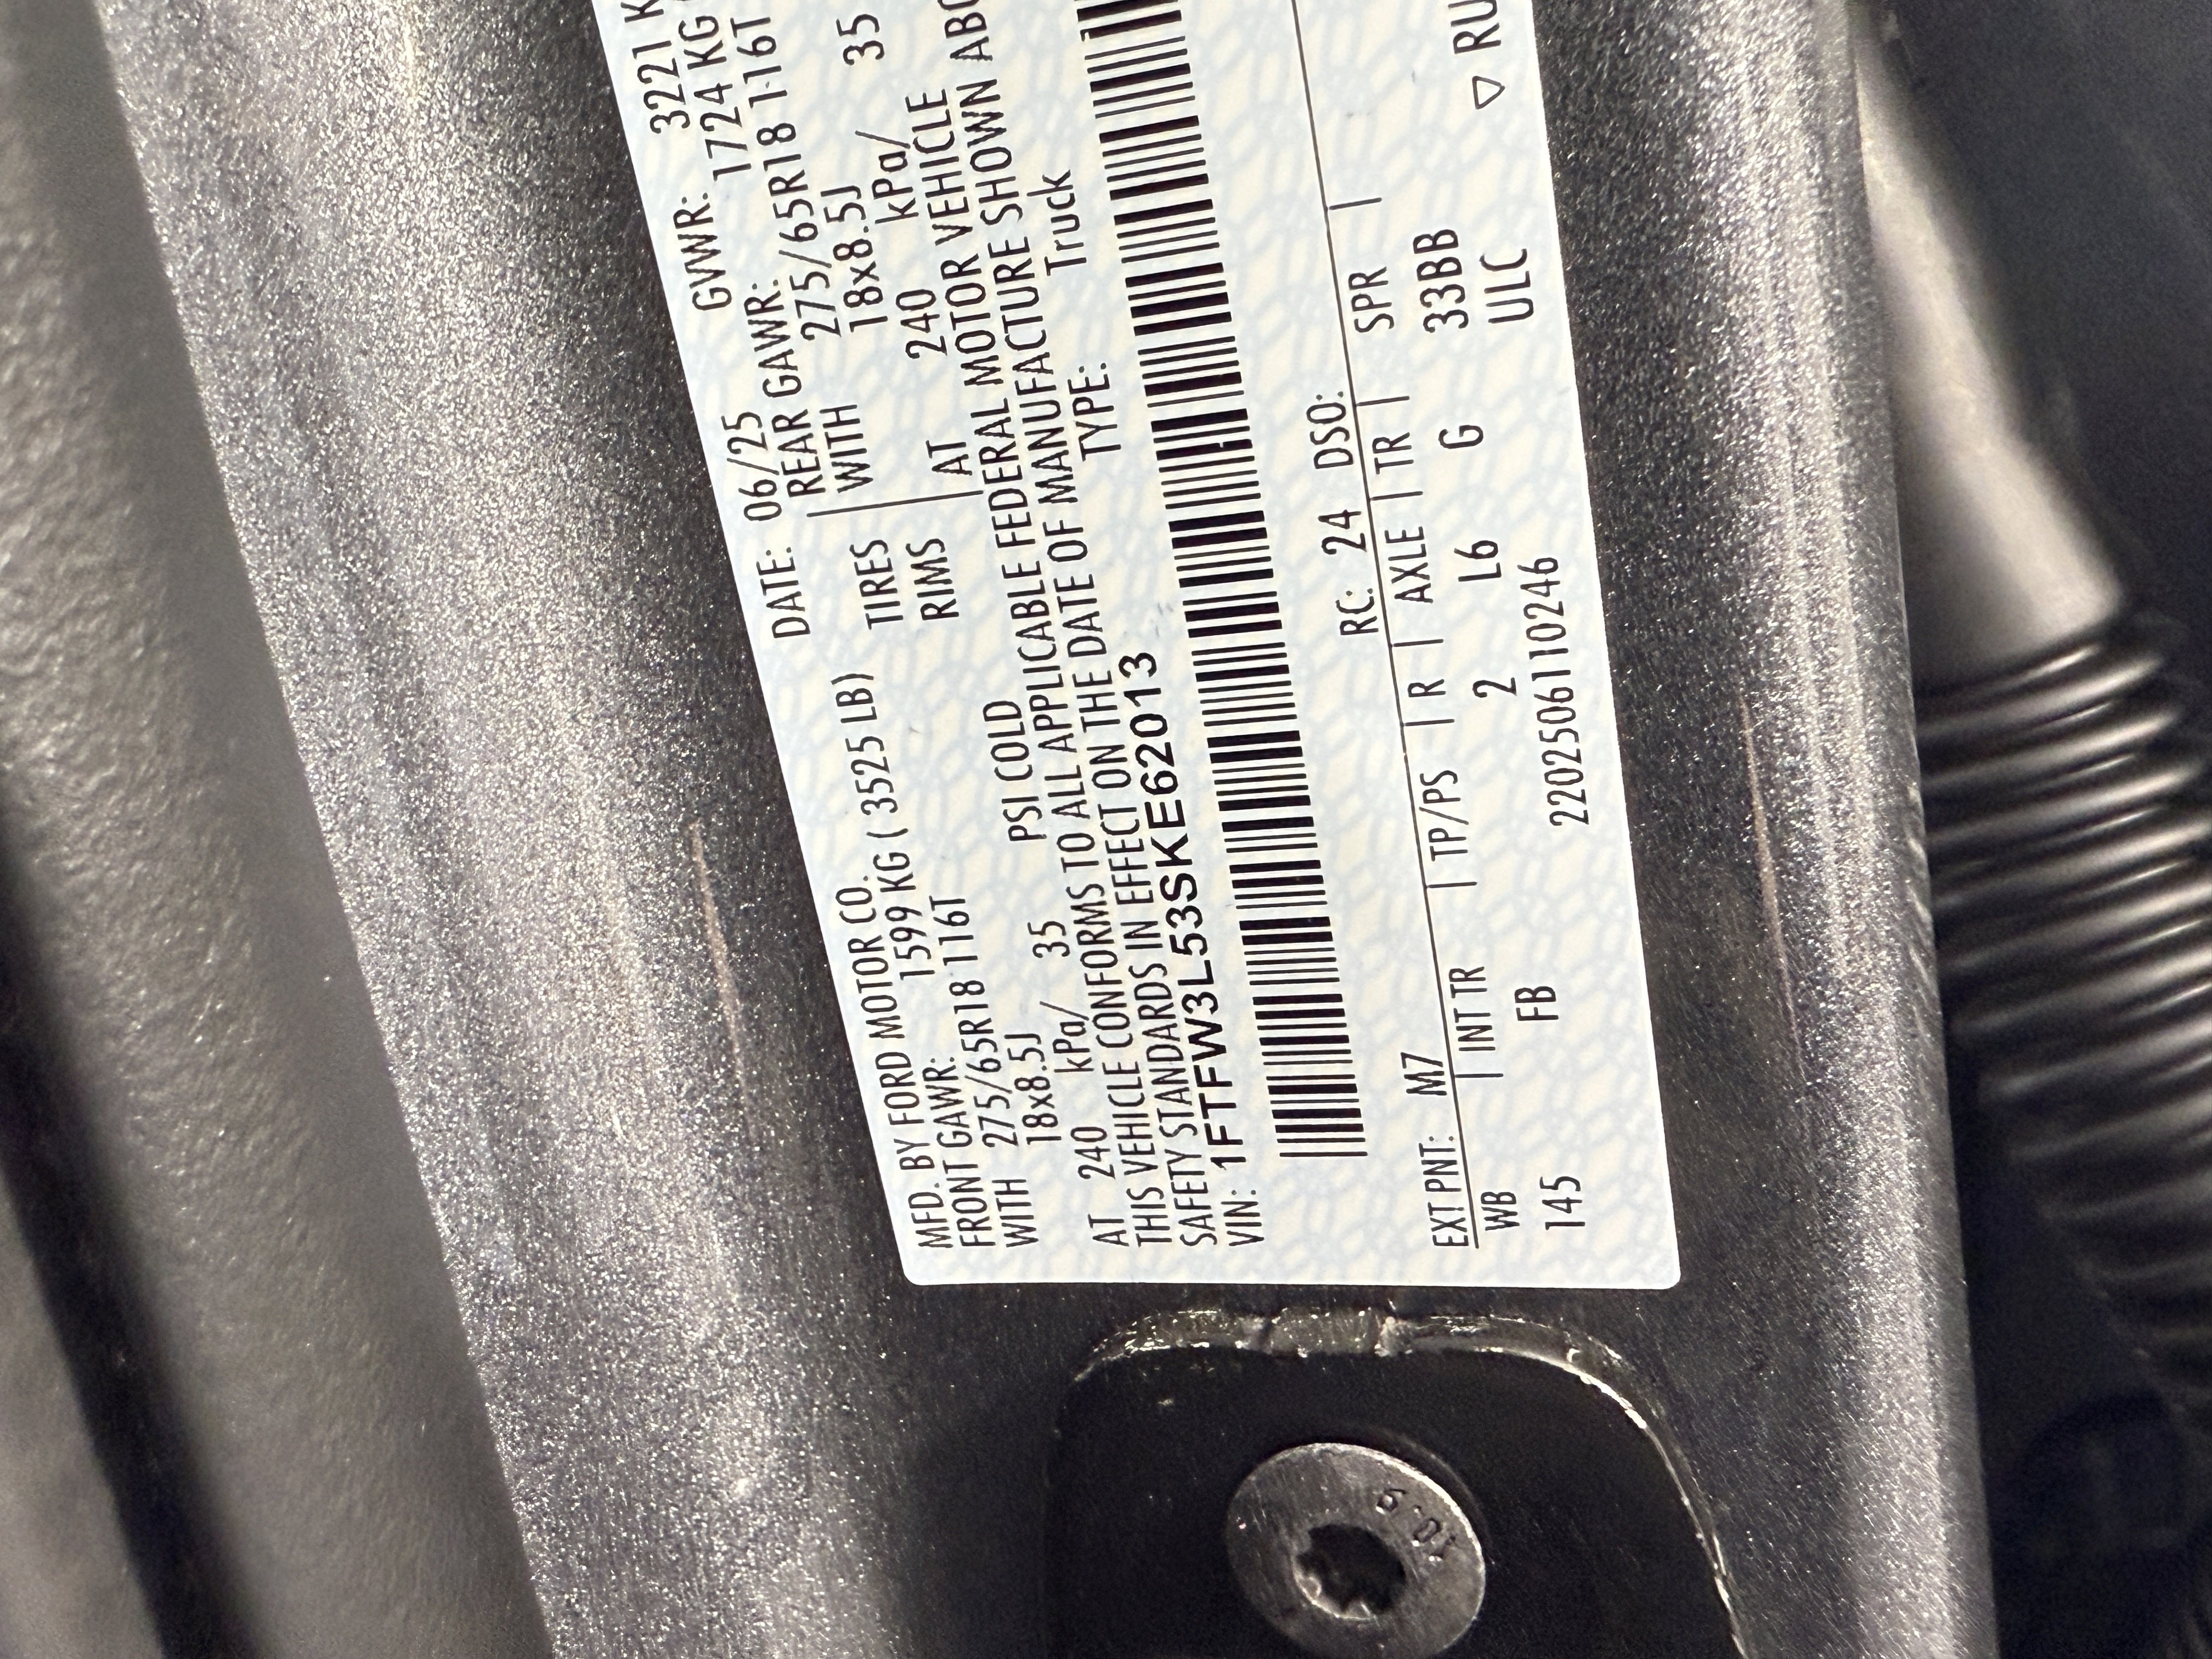 MFD. BY FORD MOTOR CO. DATE: 06/25 GVWR: 3221 K
FRONT GAWR: 1599 KG ( 3525 LB) REAR GAWR: 1724 KG
WITH 275/65R18 116T TIRES WITH 275/65R18 116T
18x8.5J RIMS 18x8.5J
AT 240 kPa/ 35 PSI COLD AT 240 kPa/ 35
THIS VEHICLE CONFORMS TO ALL APPLICABLE FEDERAL MOTOR VEHICLE
SAFETY STANDARDS IN EFFECT ON THE DATE OF MANUFACTURE SHOWN ABO
VIN: 1FTFW3L53SKE62013 TYPE: Truck
EXT PNT: M7 RC: 24 DSO:
WB | INT TR | TP/PS | R | AXLE | TR | SPR |
145 FB 2 L6 G 33BB
2202506110246 ULC
▽ RU
10.9